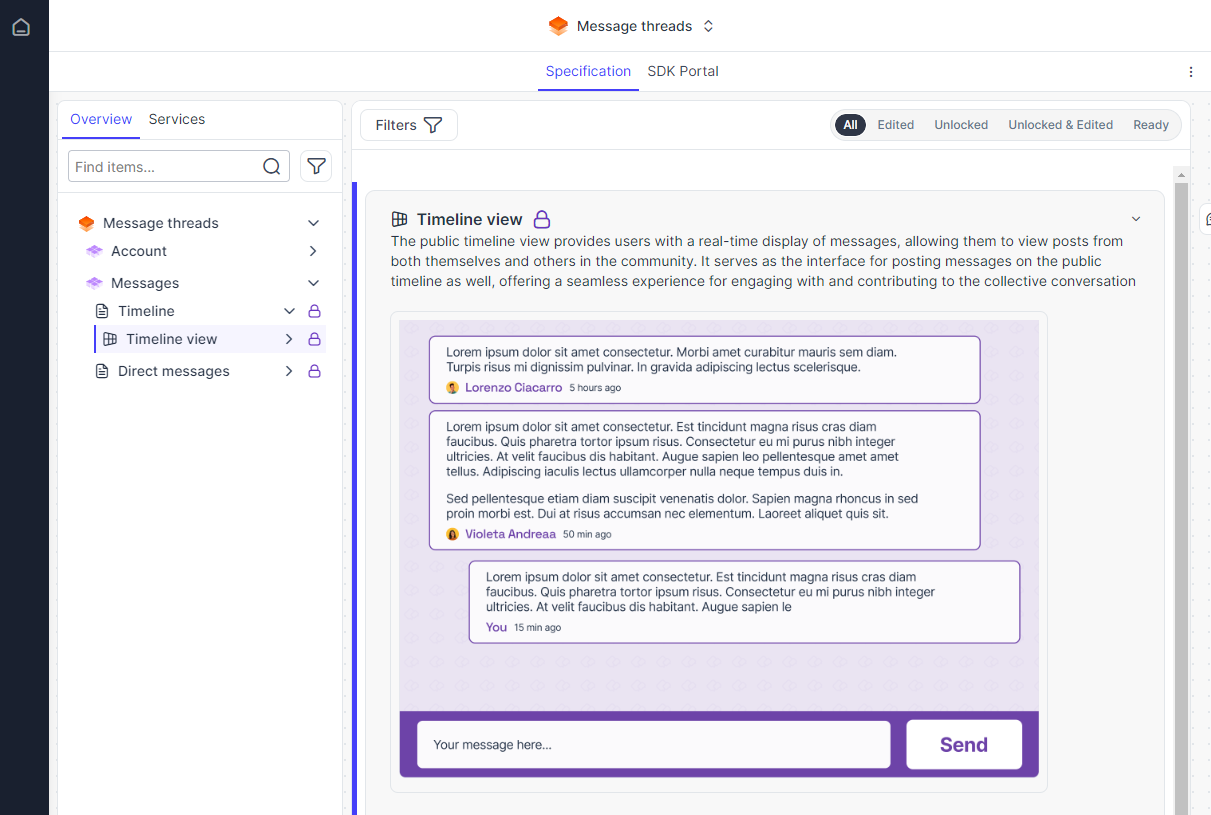 Message threads
Specification
SDK Portal
Overview
Services
Find items...
Message threads
Account
Messages
Timeline
Timeline view
Direct messages
Filters
All
Edited
Unlocked
Unlocked & Edited
Ready
Timeline view
The public timeline view provides users with a real-time display of messages, allowing them to view posts from
both themselves and others in the community. It serves as the interface for posting messages on the public
timeline as well, offering a seamless experience for engaging with and contributing to the collective conversation
Lorem ipsum dolor sit amet consectetur. Morbi amet curabitur mauris sem diam.
Turpis risus mi dignissim pulvinar. In gravida adipiscing lectus scelerisque.
Lorenzo Ciacarro 5 hours ago
Lorem ipsum dolor sit amet consectetur. Est tincidunt magna risus cras diam
faucibus. Quis pharetra tortor ipsum risus. Consectetur eu mi purus nibh integer
ultricies. At velit faucibus dis habitant. Augue sapien leo pellentesque amet amet
tellus. Adipiscing iaculis lectus ullamcorper nulla neque tempus duis in.
Sed pellentesque etiam diam suscipit venenatis dolor. Sapien magna rhoncus in sed
proin morbi est. Dui at risus accumsan nec elementum. Laoreet aliquet quis sit.
Violeta Andreaa 50 min ago
Lorem ipsum dolor sit amet consectetur. Est tincidunt magna risus cras diam
faucibus. Quis pharetra tortor ipsum risus. Consectetur eu mi purus nibh integer
ultricies. At velit faucibus dis habitant. Augue sapien le
You 15 min ago
Your message here...
Send